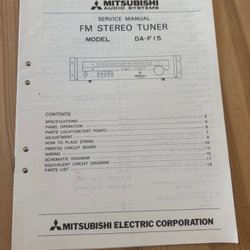 MITSUBISHI
AUDIO SYSTEMS
SERVICE MANUAL
FM STEREO TUNER
MODEL DA-F15
CONTENTS
SPECIFICATIONS 2
PANEL OPERATION
PARTS LOCATION(TEST POINT)
ADJUSTMENT
HOW TO PLACE STRING
PRINTED CIRCUIT BOARD
WIRING
SCHEMATIC DIAGRAM
EQUIVALENT CIRCUIT DIAGRAM
PARTS LIST
MITSUBISHI ELECTRIC CORPORATION